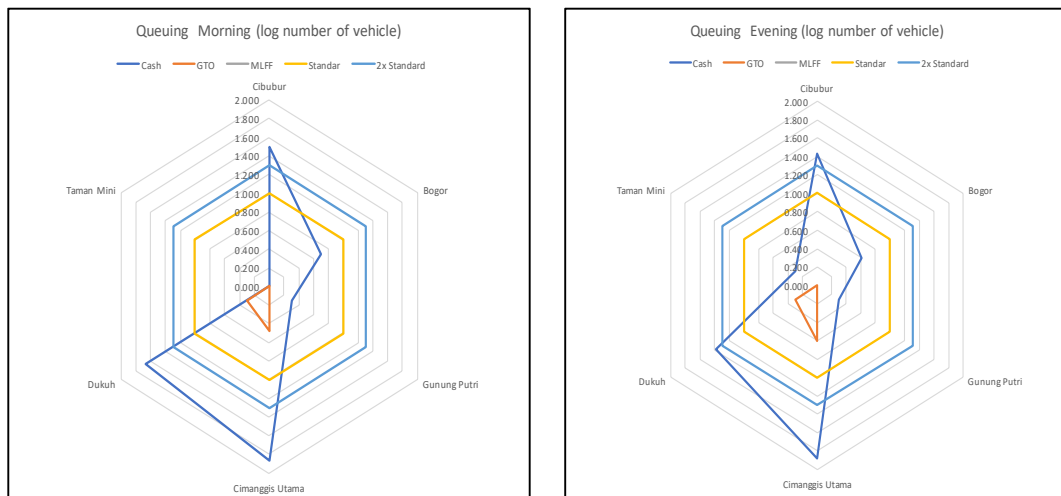 Queuing Morning (log number of vehicle)
Cash GTO MLFF Standar 2x Standard
Cibubur
2.000
1.800
1.600
1.400
1.200
1.000
0.800
0.600
0.400
0.200
0.000
Taman Mini
Bogor
Dukuh
Gunung Putri
Cimanggis Utama
Queuing Evening (log number of vehicle)
Cash GTO MLFF Standar 2x Standard
Cibubur
2.000
1.800
1.600
1.400
1.200
1.000
0.800
0.600
0.400
0.200
0.000
Taman Mini
Bogor
Dukuh
Gunung Putri
Cimanggis Utama